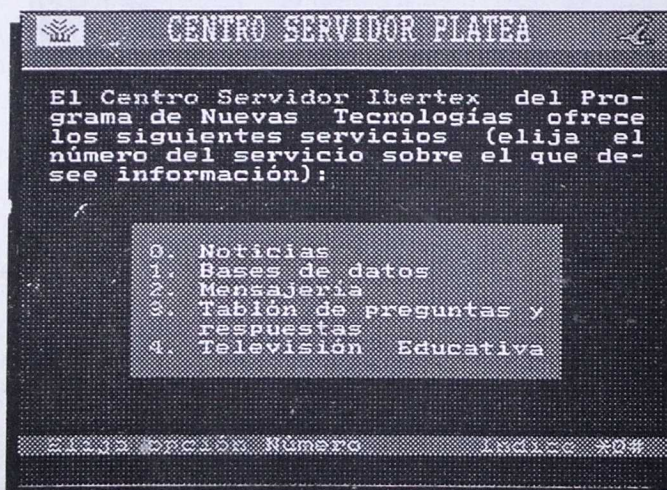 CENTRO SERVIDOR PLATEA
El Centro Servidor Ibertex del Pro-
grama de Nuevas Tecnologías ofrece
los siguientes servicios (elija el
número del servicio sobre el que de-
see información):
0. Noticias
1. Bases de datos
2. Mensajería
3. Tablón de preguntas y
respuestas
4. Televisión Educativa
Elija opción Número Indice *0#